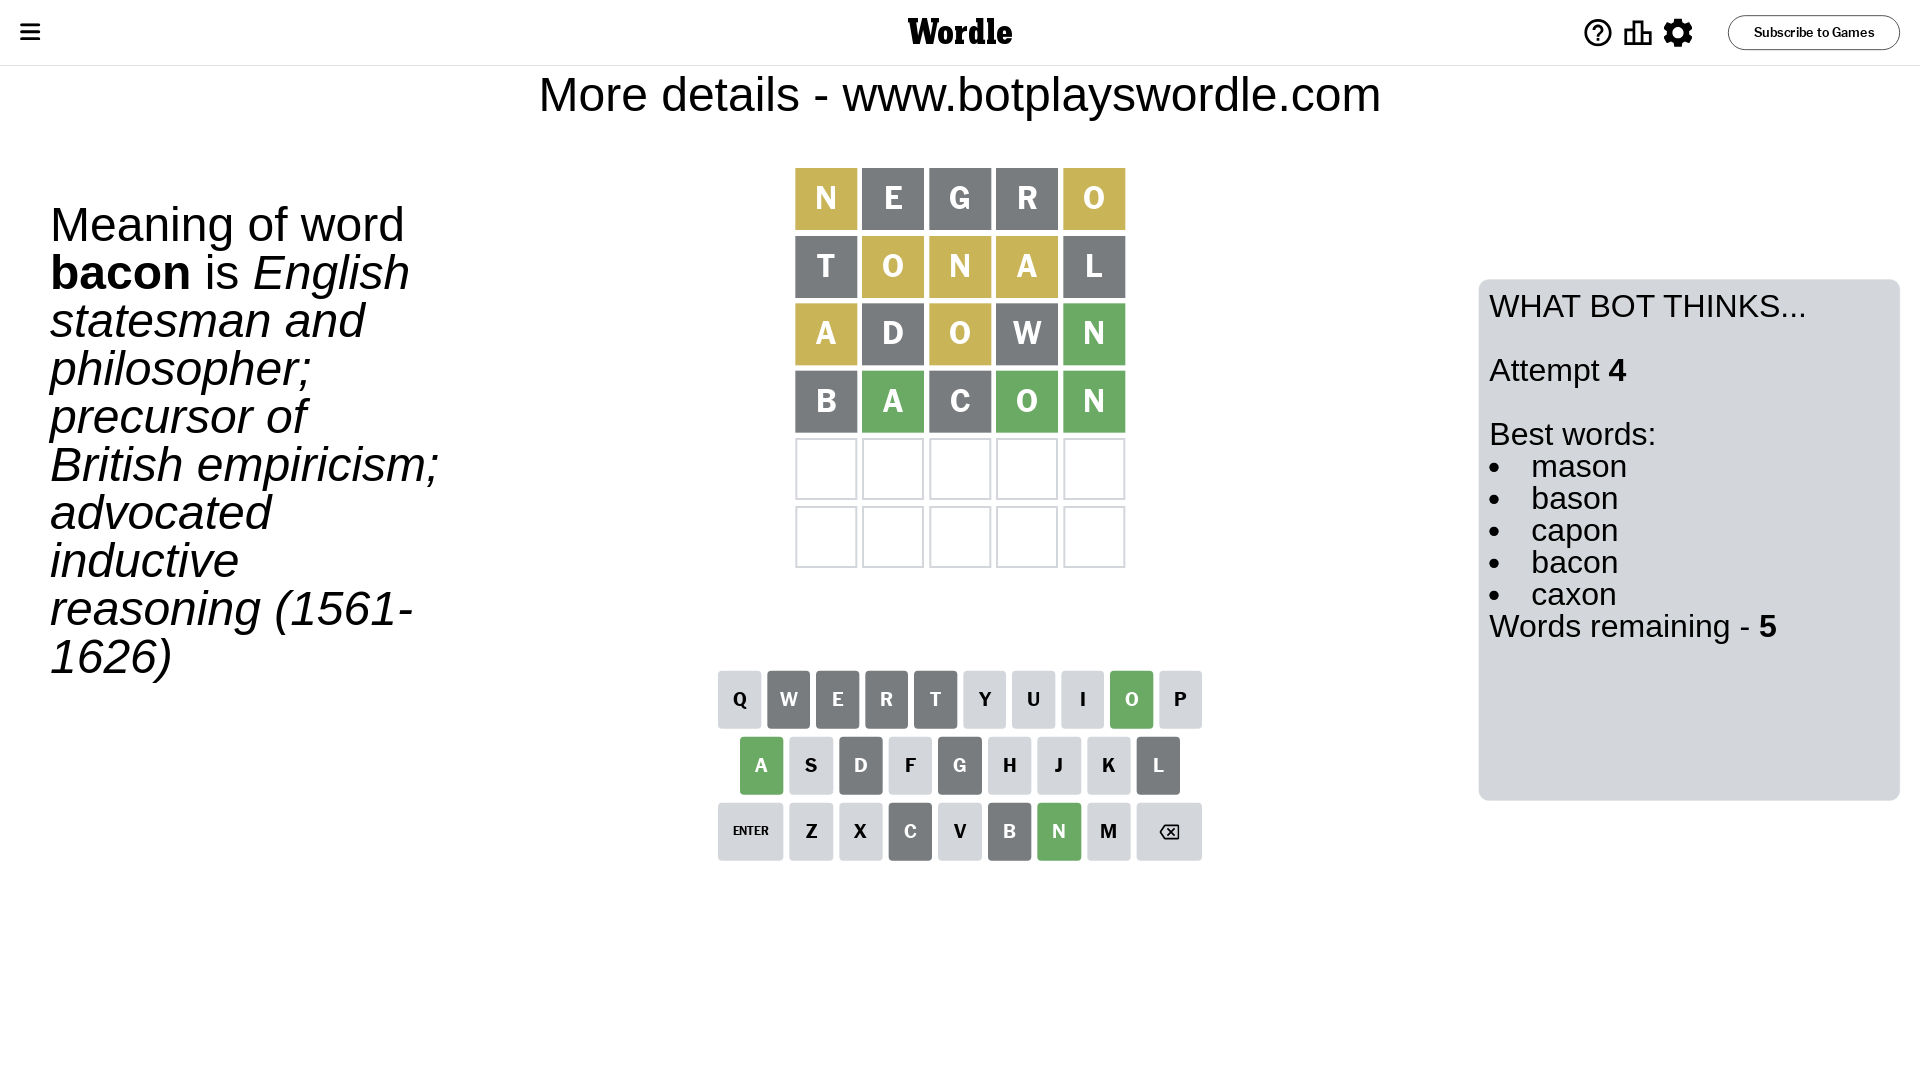 Wordle
Subscribe to Games
More details - www.botplayswordle.com
Meaning of word
bacon is English
statesman and
philosopher;
precursor of
British empiricism;
advocated
inductive
reasoning (1561-
1626)
N E G R O
T O N A L
A D O W N
B A C O N
WHAT BOT THINKS...
Attempt 4
Best words:
• mason
• bason
• capon
• bacon
• caxon
Words remaining - 5
Q W E R T Y U I O P
A S D F G H J K L
ENTER Z X C V B N M